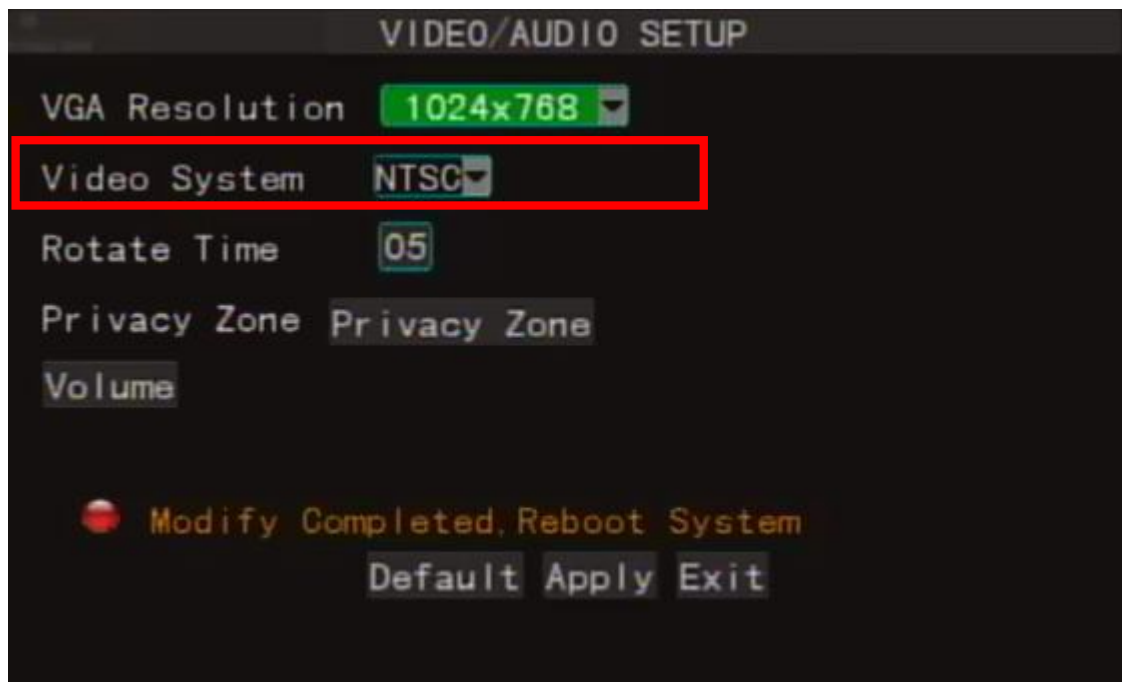 VIDEO/AUDIO SETUP
VGA Resolution 1024x768
Video System NTSC
Rotate Time 05
Privacy Zone Privacy Zone
Volume
Modify Completed,Reboot System
Default Apply Exit